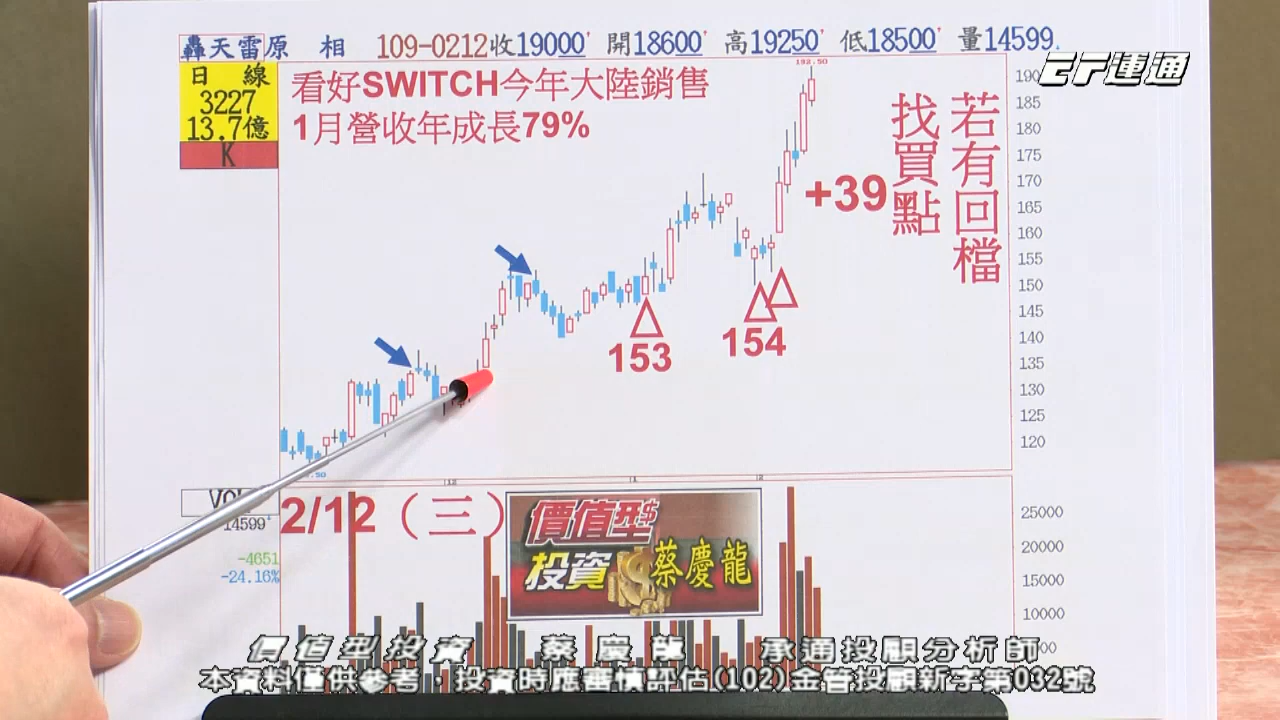 轟天雷原 相 109-0212收19000 開18600 高19250 低18500 量14599
ET運通
日 線
3227
13.7億
K
看好SWITCH今年大陸銷售
1月營收年成長79%
192.50
若有回檔
找買點
+39
153
154
190
185
180
175
170
165
160
155
150
145
140
135
130
125
120
12
1
2
14599
-4651
-24.16%
2/12（三）
價值型
投資
蔡慶龍
25000
20000
15000
10000
價值型投資 蔡慶龍 承通投顧分析師
本資料僅供參考，投資時應審慎評估(102)金管投顧新字第032號